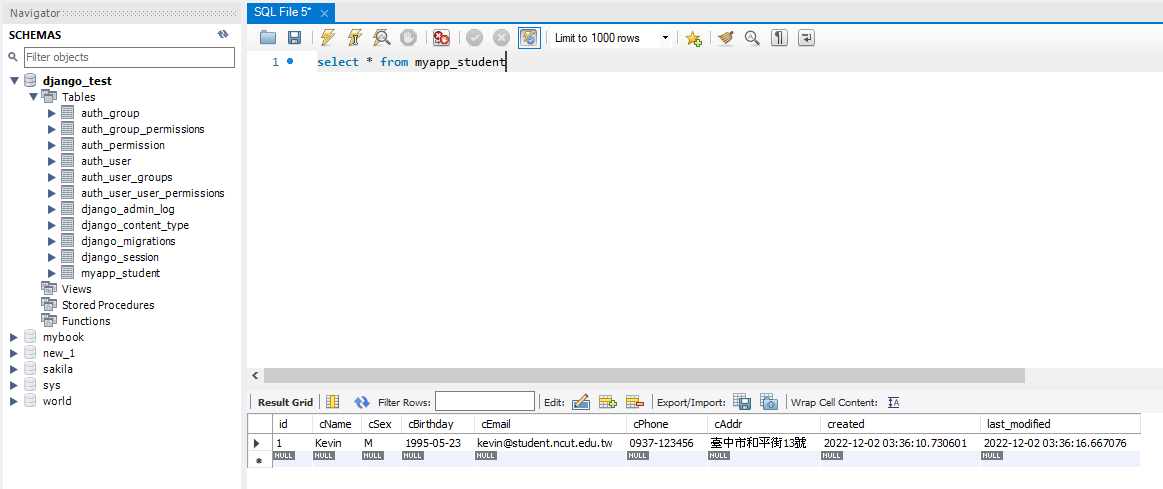 Navigator
SCHEMAS
Filter objects
django_test
Tables
auth_group
auth_group_permissions
auth_permission
auth_user
auth_user_groups
auth_user_user_permissions
django_admin_log
django_content_type
django_migrations
django_session
myapp_student
Views
Stored Procedures
Functions
mybook
new_1
sakila
sys
world
SQL File 5*
Limit to 1000 rows
1 select * from myapp_student
Result Grid Filter Rows: Edit: Export/Import: Wrap Cell Content:
id cName cSex cBirthday cEmail cPhone cAddr created last_modified
1 Kevin M 1995-05-23 kevin@student.ncut.edu.tw 0937-123456 臺中市和平街13號 2022-12-02 03:36:10.730601 2022-12-02 03:36:16.667076
NULL NULL NULL NULL NULL NULL NULL NULL NULL